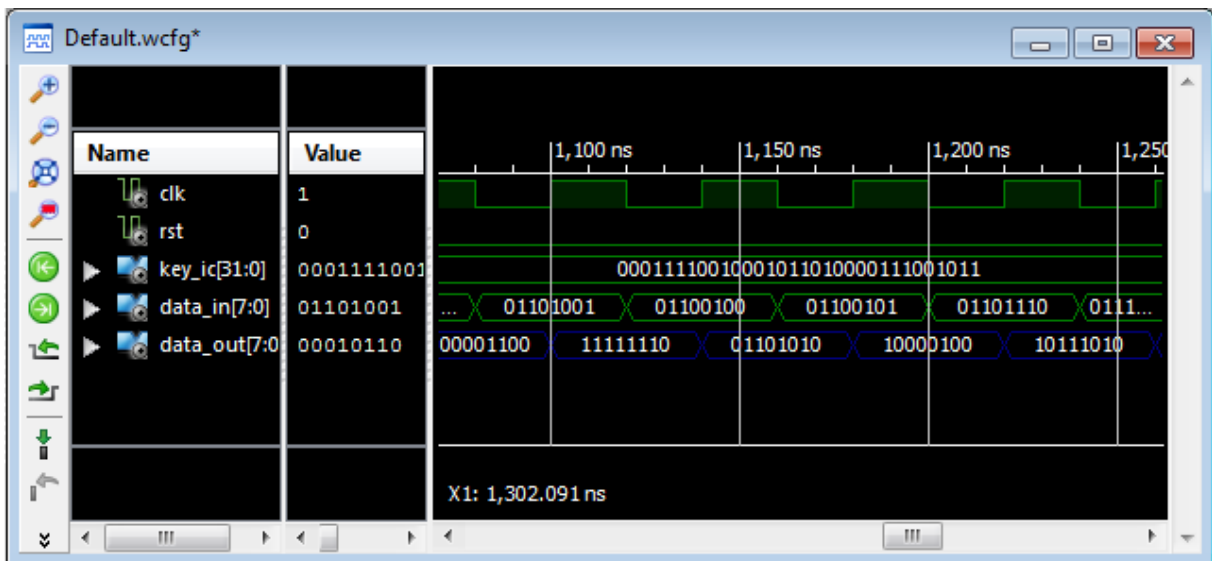 Default.wcfg*
1,100 ns 1,150 ns 1,200 ns 1,250
Name Value
clk 1
rst 0
key_ic[31:0] 0001111001 00011110010001011010000111001011
data_in[7:0] 01101001 ... 01101001 01100100 01100101 01101110 0111...
data_out[7:0 00010110 00001100 11111110 01101010 10000100 10111010
X1: 1,302.091 ns